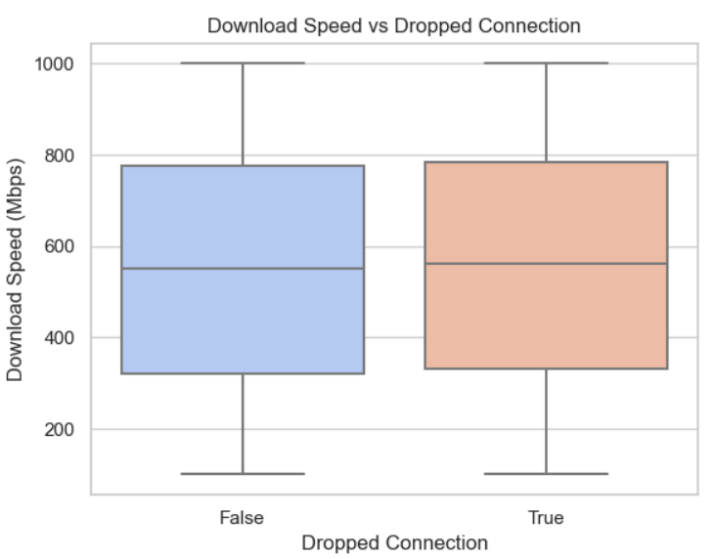 Download Speed vs Dropped Connection
Download Speed (Mbps)
1000
800
600
400
200
False True
Dropped Connection